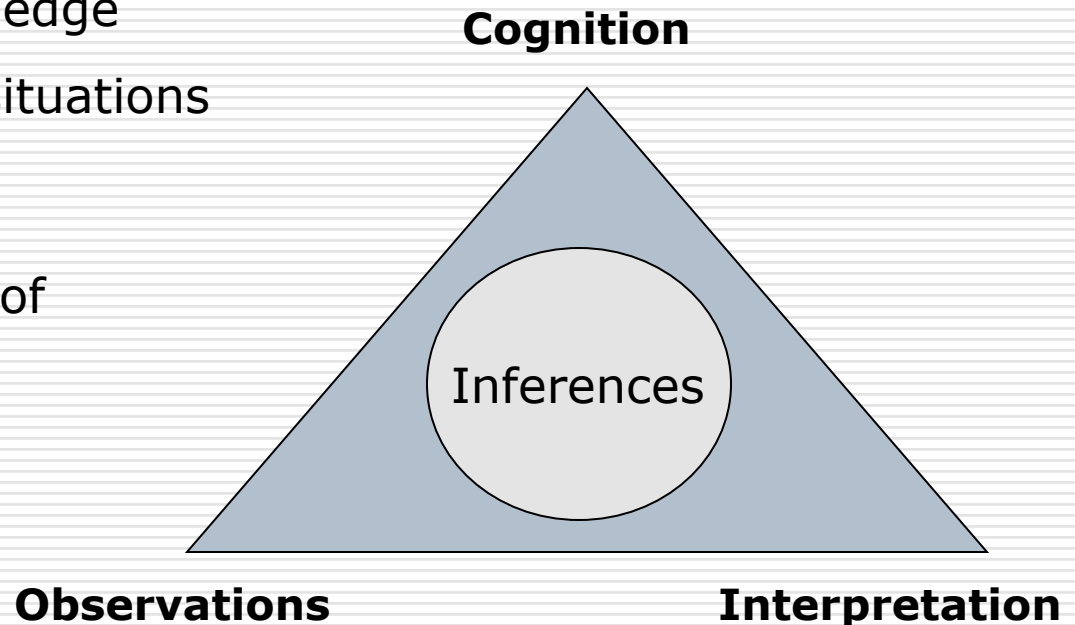 edge
Cognition
ituations
of
Inferences
Observations
Interpretation